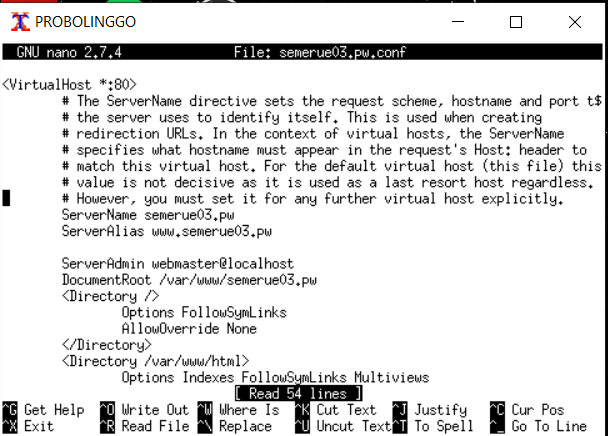 PROBOLINGGO
GNU nano 2.7.4 File: semerue03.pw.conf
<VirtualHost *:80>
# The ServerName directive sets the request scheme, hostname and port t$
# the server uses to identify itself. This is used when creating
# redirection URLs. In the context of virtual hosts, the ServerName
# specifies what hostname must appear in the request's Host: header to
# match this virtual host. For the default virtual host (this file) this
# value is not decisive as it is used as a last resort host regardless.
# However, you must set it for any further virtual host explicitly.
ServerName semerue03.pw
ServerAlias www.semerue03.pw
ServerAdmin webmaster@localhost
DocumentRoot /var/www/semerue03.pw
<Directory />
Options FollowSymLinks
AllowOverride None
</Directory>
<Directory /var/www/html>
Options Indexes FollowSymLinks Multiviews
[ Read 54 lines ]
^G Get Help ^O Write Out ^W Where Is ^K Cut Text ^J Justify ^C Cur Pos
^X Exit ^R Read File ^\ Replace ^U Uncut Text ^T To Spell ^_ Go To Line